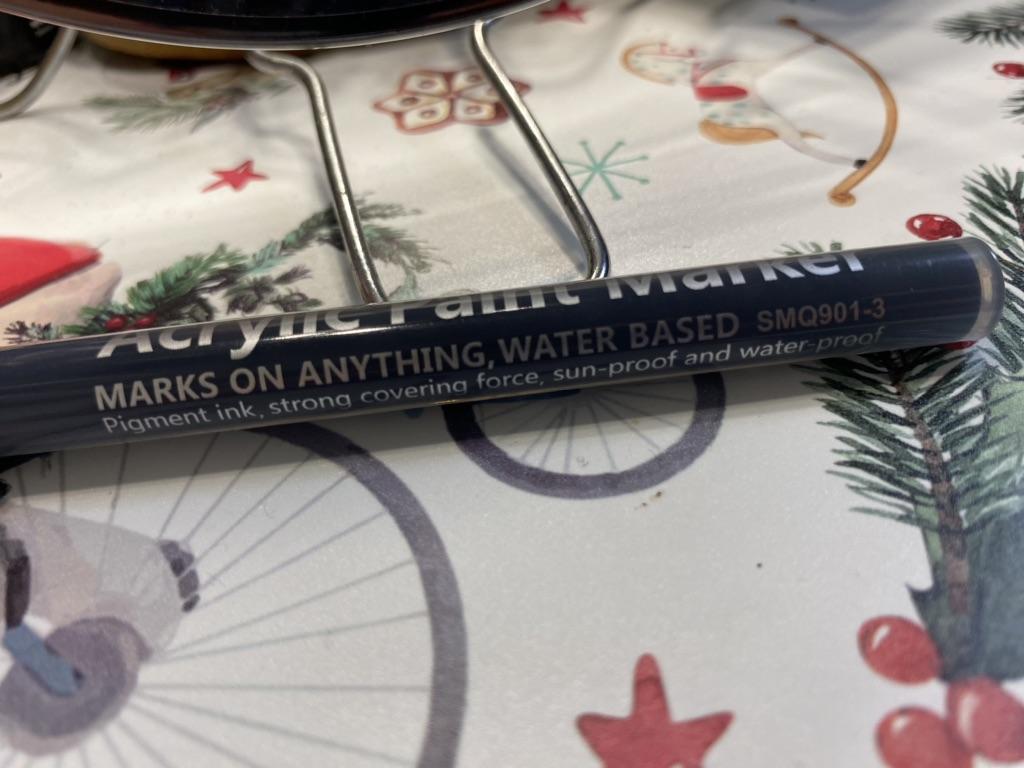 Acrylic Paint Marker
MARKS ON ANYTHING, WATER BASED SMQ901-3
Pigment ink, strong covering force, sun-proof and water-proof